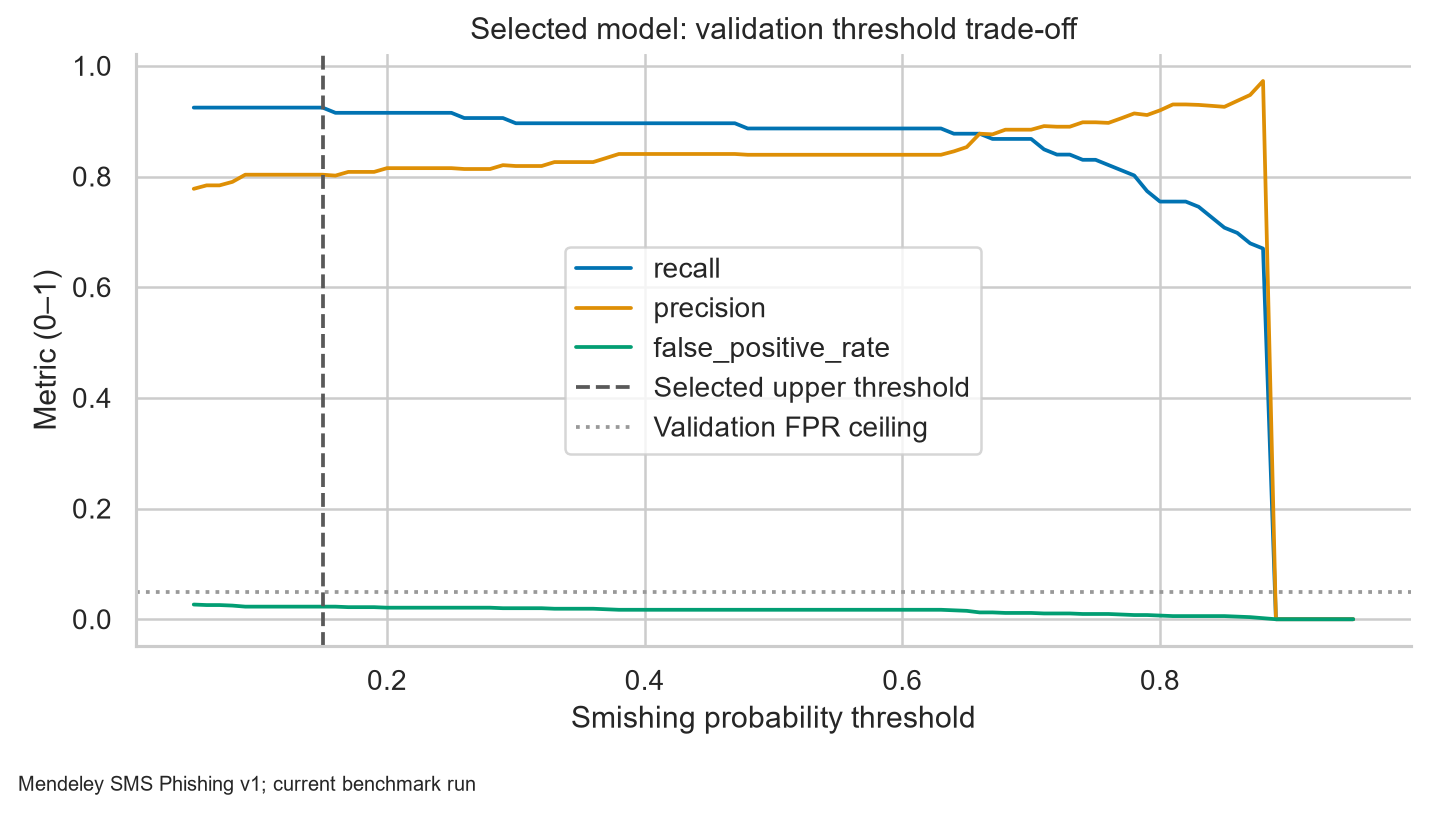 Selected model: validation threshold trade-off
1.0
0.8
0.6
0.4
0.2
0.0
Metric (0–1)
recall
precision
false_positive_rate
Selected upper threshold
Validation FPR ceiling
0.2
0.4
0.6
0.8
Smishing probability threshold
Mendeley SMS Phishing v1; current benchmark run